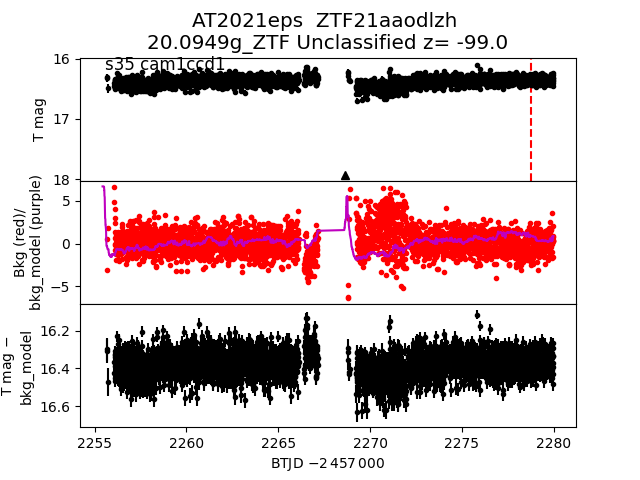 AT2021eps  ZTF21aaodlzh
20.0949g_ZTF Unclassified z= -99.0
s35 cam1ccd1
16
17
18
T mag
5
0
−5
Bkg (red)/
bkg_model (purple)
16.2
16.4
16.6
T mag −
bkg_model
2255
2260
2265
2270
2275
2280
BTJD −2 457 000